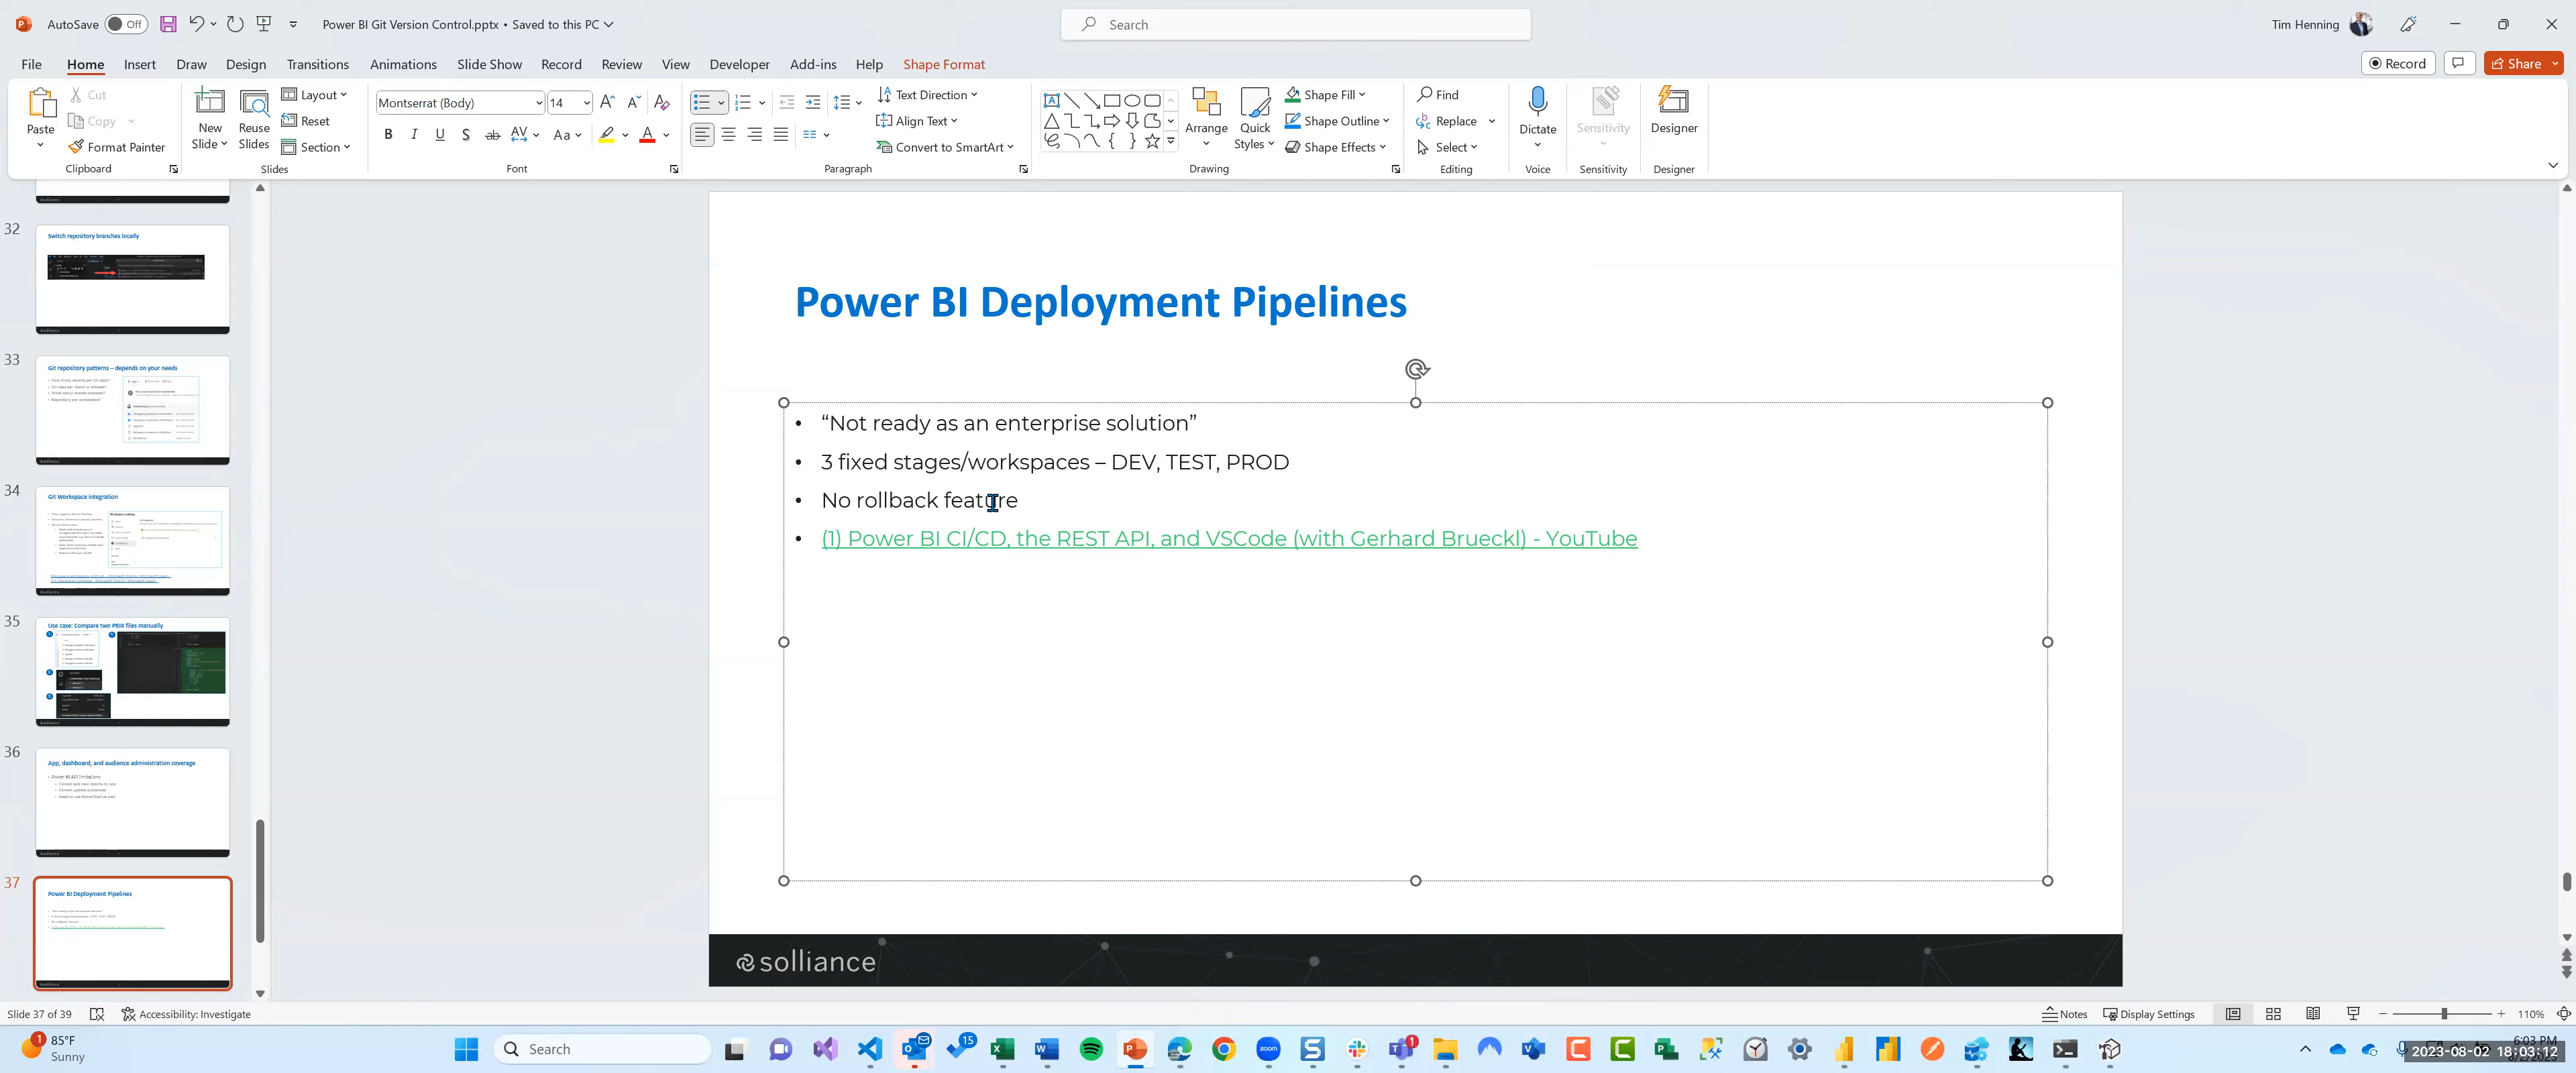 AutoSave Off Power BI Git Version Control.pptx • Saved to this PC Search Tim Henning
File Home Insert Draw Design Transitions Animations Slide Show Record Review View Developer Add-ins Help Shape Format Record Share
Paste
Cut
Copy
Format Painter
Clipboard
New
Slide
Reuse
Slides
Layout
Reset
Section
Slides
Montserrat (Body) 14
Font
Paragraph
Text Direction
Align Text
Convert to SmartArt
Arrange
Quick
Styles
Shape Fill
Shape Outline
Shape Effects
Drawing
Find
Replace
Select
Editing
Dictate
Voice
Sensitivity
Sensitivity
Designer
Designer
32
Switch repository branches locally
33
Git repository patterns – depends on your needs
34
Git Workspace integration
35
Use case: Compare two PBIX files manually
36
App, dashboard, and audience administration coverage
• Power BI API limitations
37
Power BI Deployment Pipelines
Power BI Deployment Pipelines
• “Not ready as an enterprise solution”
• 3 fixed stages/workspaces – DEV, TEST, PROD
• No rollback feature
• (1) Power BI CI/CD, the REST API, and VSCode (with Gerhard Brueckl) - YouTube
solliance
Slide 37 of 39 Accessibility: Investigate Notes Display Settings 110%
85°F
Sunny
Search
15
6:03 PM
2023-08-02 18:03:12